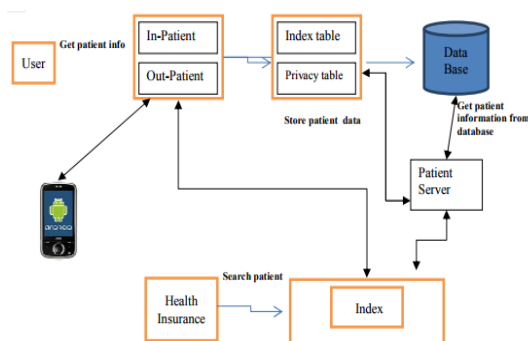 Get patient info
User
In-Patient
Out-Patient
Index table
Privacy table
Data
Base
Store patient data
Get patient
information from
database
Patient
Server
ANDROID
Search patient
Health
Insurance
Index